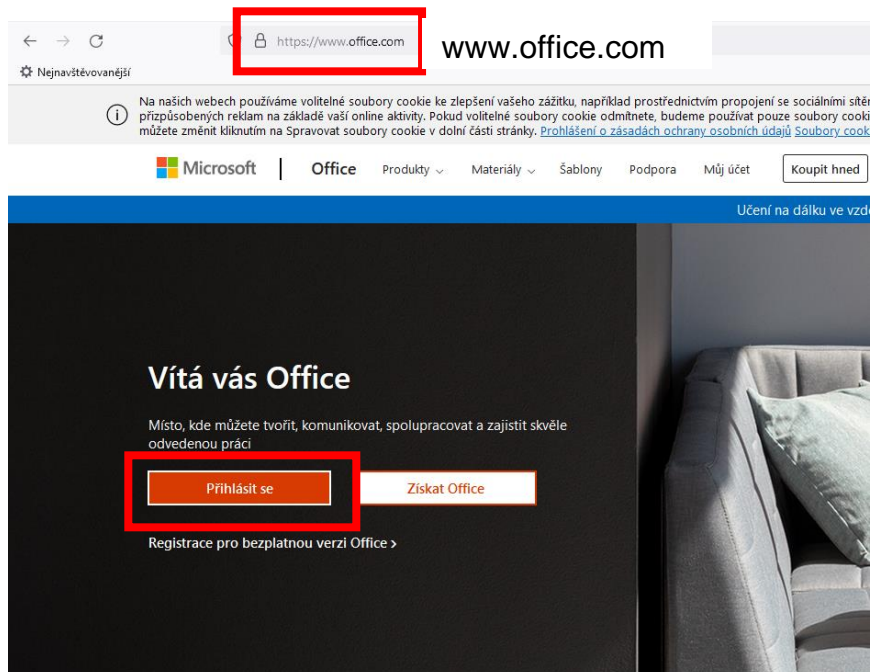 https://www.office.com
www.office.com
Nejnavštěvovanější
Na našich webech používáme volitelné soubory cookie ke zlepšení vašeho zážitku, například prostřednictvím propojení se sociálními
přizpůsobených reklam na základě vaší online aktivity. Pokud volitelné soubory cookie odmítnete, budeme používat pouze soubory
můžete změnit kliknutím na Spravovat soubory cookie v dolní části stránky. Prohlášení o zásadách ochrany osobních údajů Soubory
Microsoft | Office Produkty Materiály Šablony Podpora Můj účet Koupit hned
Učení na dálku ve
Vítá vás Office
Místo, kde můžete tvořit, komunikovat, spolupracovat a zajistit skvěle
odvedenou práci
Přihlásit se Získat Office
Registrace pro bezplatnou verzi Office >